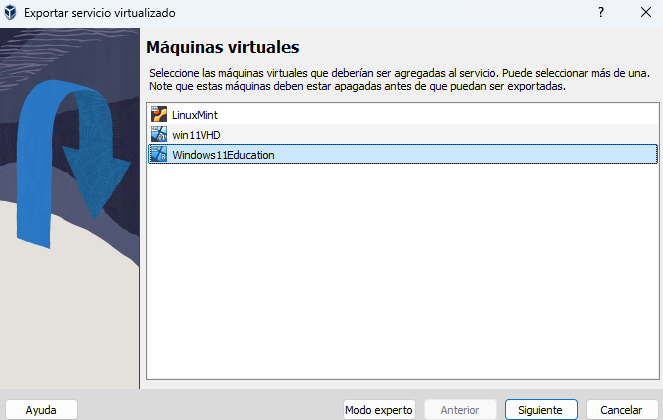 Exportar servicio virtualizado
?
Máquinas virtuales
Seleccione las máquinas virtuales que deberían ser agregadas al servicio. Puede seleccionar más de una.
Note que estas máquinas deben estar apagadas antes de que puedan ser exportadas.
LinuxMint
win11VHD
Windows11Education
Ayuda
Modo experto
Anterior
Siguiente
Cancelar